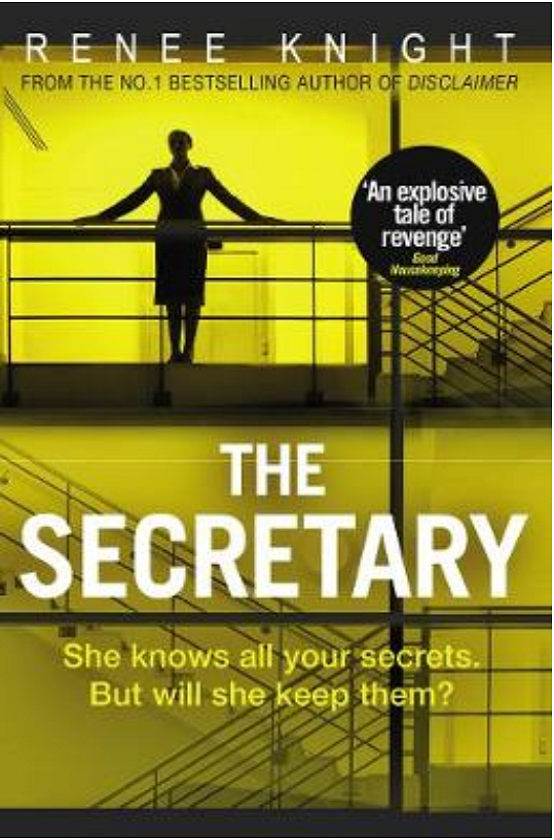 RENEE KNIGHT
FROM THE NO.1 BESTSELLING AUTHOR OF DISCLAIMER
'An explosive
tale of
revenge'
Good
Housekeeping
THE
SECRETARY
She knows all your secrets.
But will she keep them?